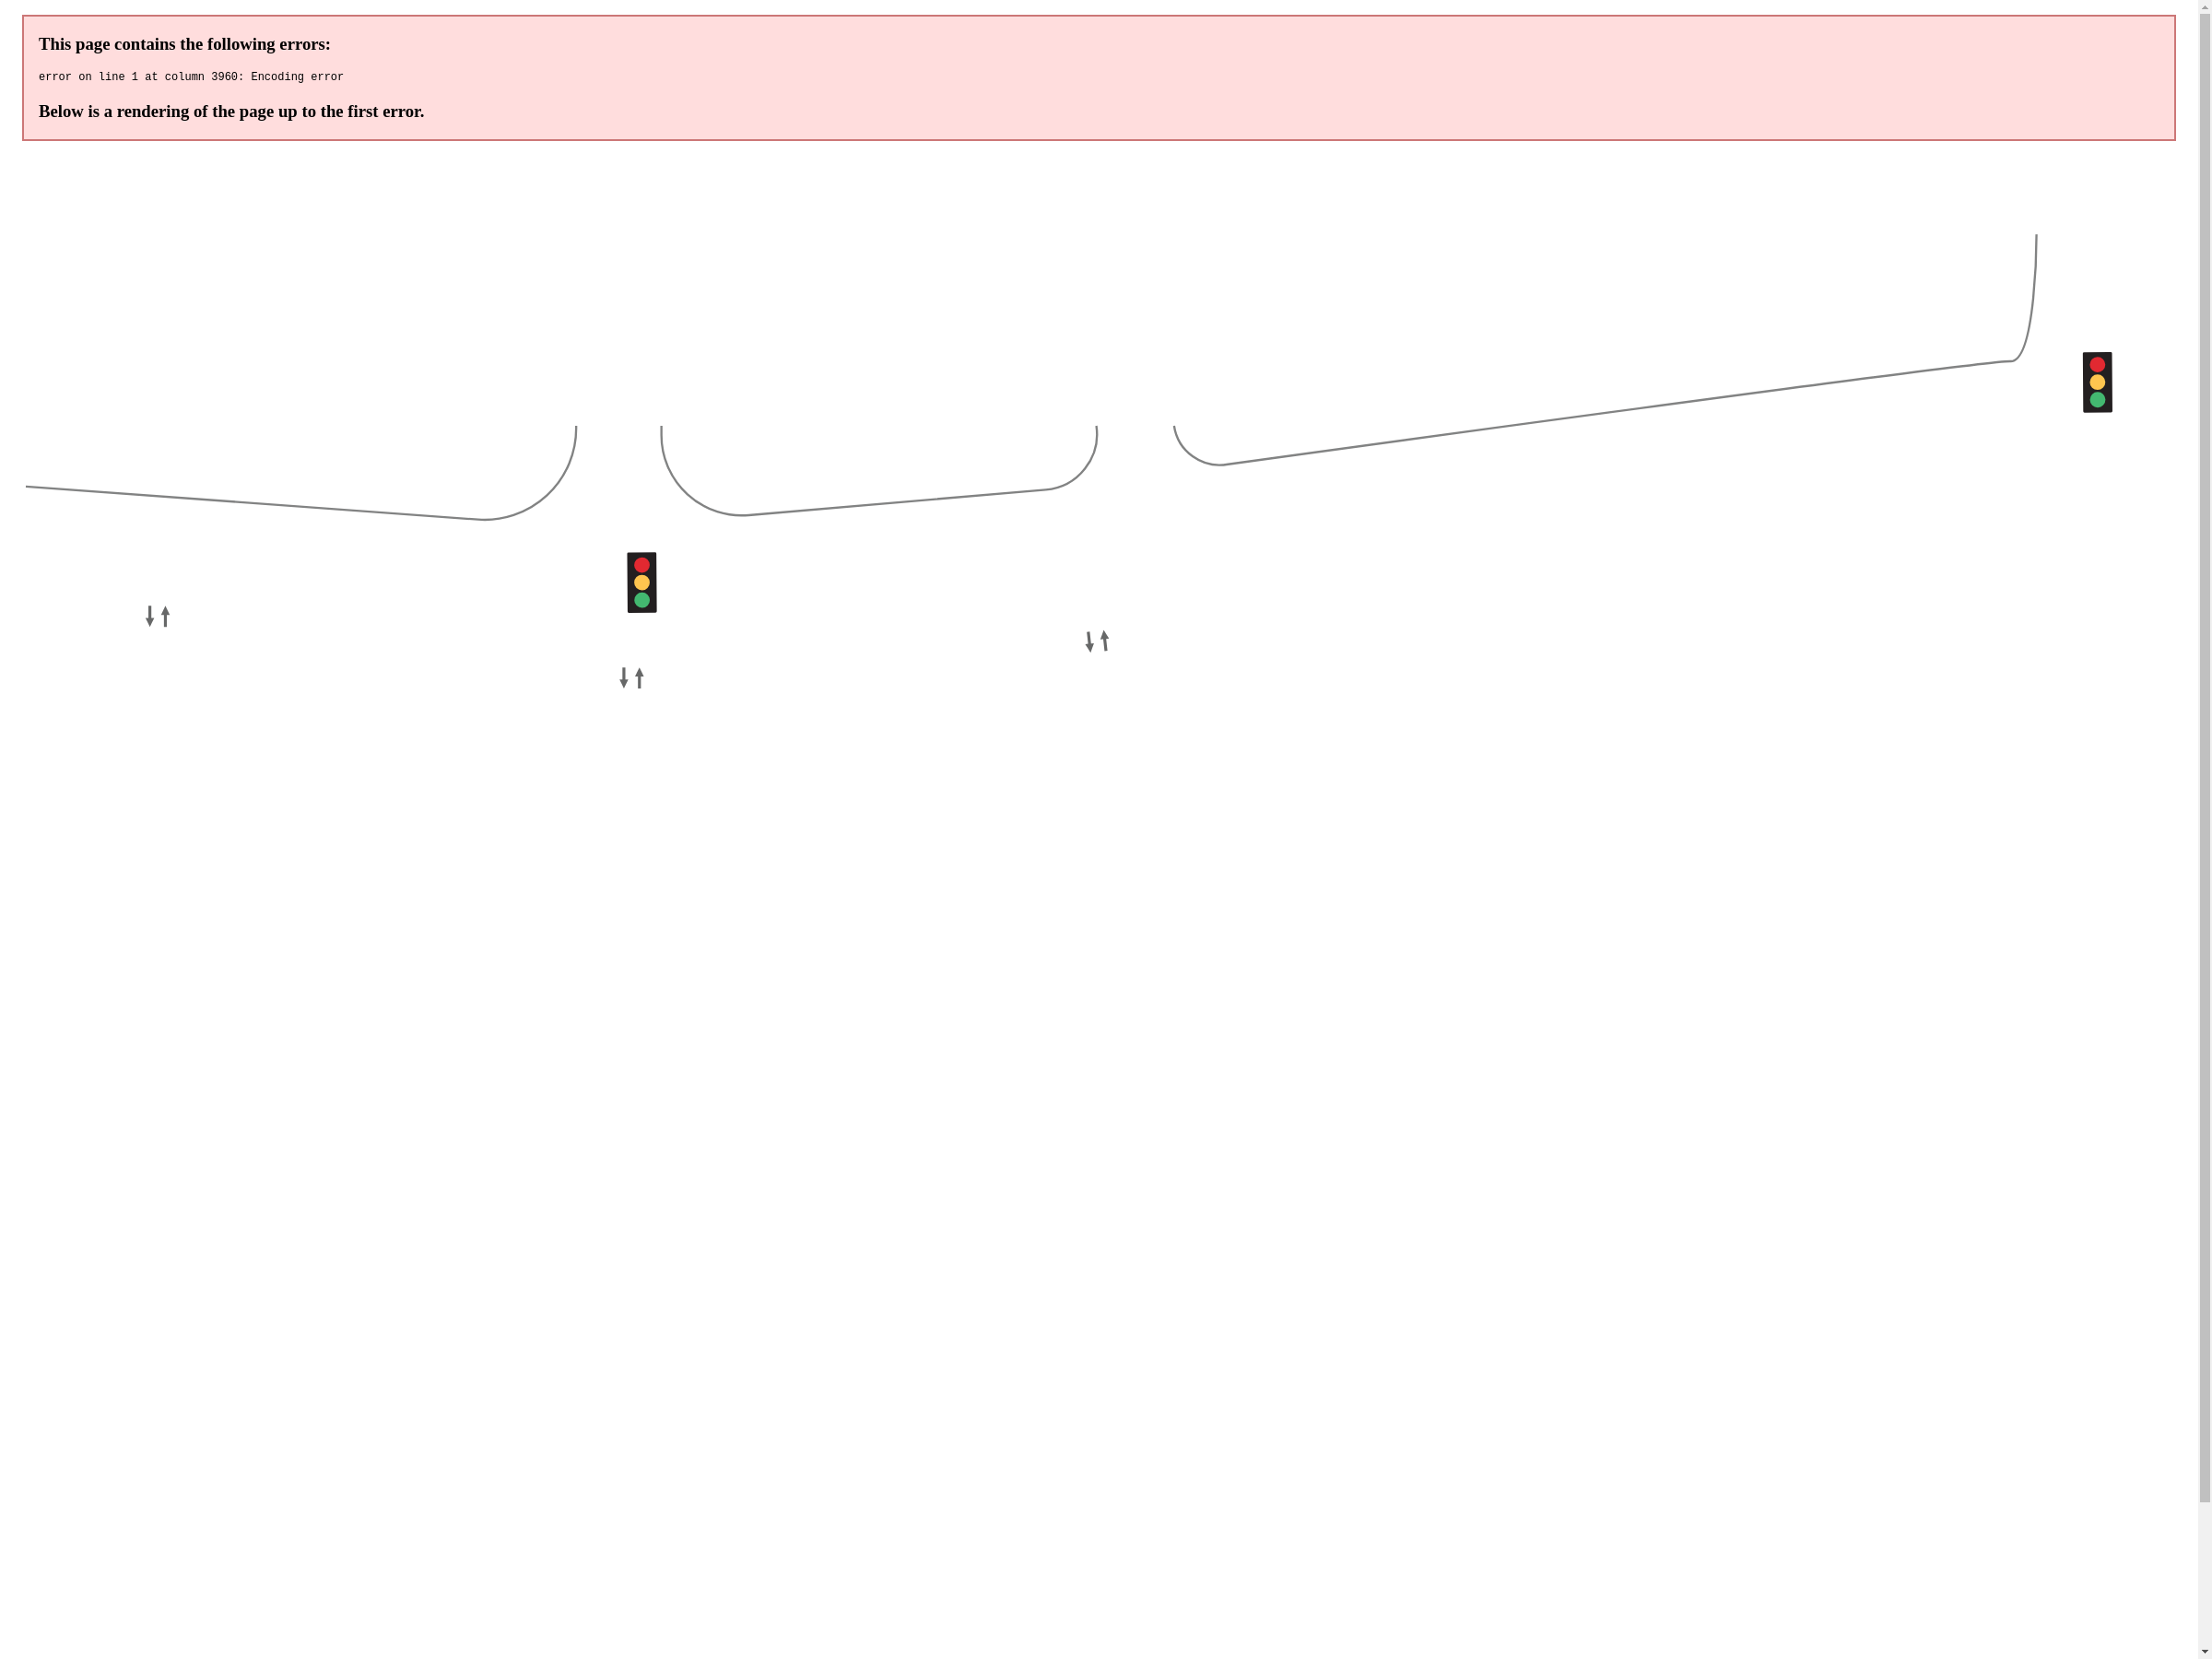 This page contains the following errors:
error on line 1 at column 3960: Encoding error
Below is a rendering of the page up to the first error.